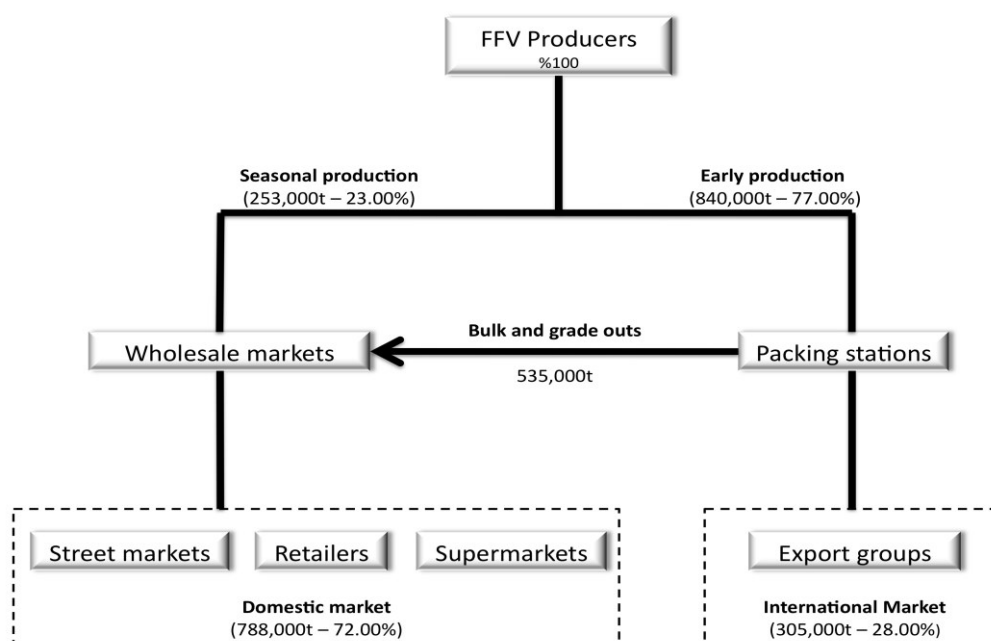 FFV Producers
%100
Seasonal production
(253,000t – 23.00%)
Early production
(840,000t – 77.00%)
Wholesale markets
Bulk and grade outs
535,000t
Packing stations
Street markets
Retailers
Supermarkets
Domestic market
(788,000t – 72.00%)
Export groups
International Market
(305,000t – 28.00%)